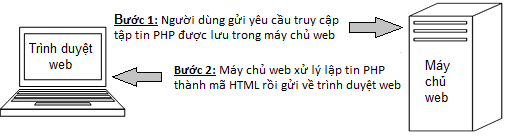 Bước 1: Người dùng gửi yêu cầu truy cập
tập tin PHP được lưu trong máy chủ web
Trình duyệt
web
Bước 2: Máy chủ web xử lý lập tin PHP
thành mã HTML rồi gửi về trình duyệt web
Máy
chủ
web